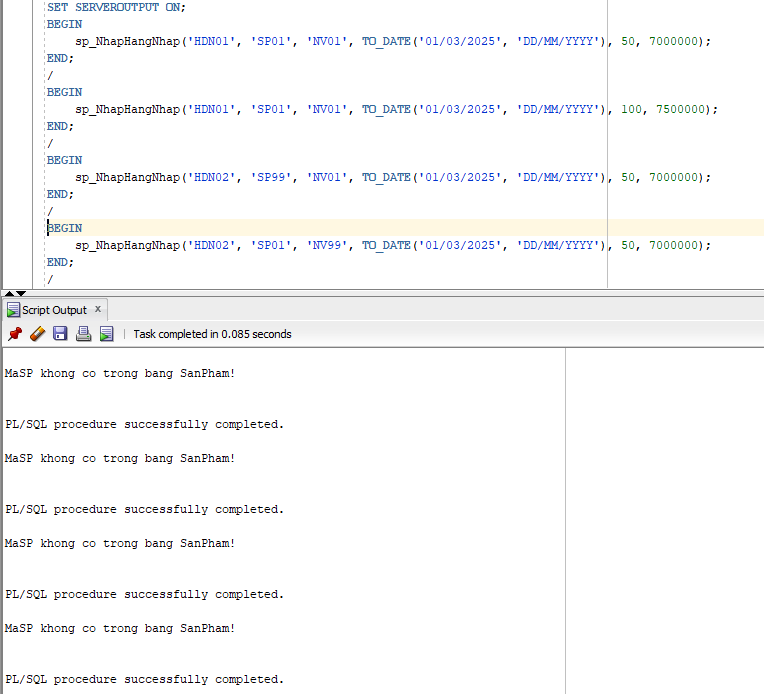 SET SERVEROUTPUT ON;
BEGIN
    sp_NhapHangNhap('HDN01', 'SP01', 'NV01', TO_DATE('01/03/2025', 'DD/MM/YYYY'), 50, 7000000);
END;
/
BEGIN
    sp_NhapHangNhap('HDN01', 'SP01', 'NV01', TO_DATE('01/03/2025', 'DD/MM/YYYY'), 100, 7500000);
END;
/
BEGIN
    sp_NhapHangNhap('HDN02', 'SP99', 'NV01', TO_DATE('01/03/2025', 'DD/MM/YYYY'), 50, 7000000);
END;
/
BEGIN
    sp_NhapHangNhap('HDN02', 'SP01', 'NV99', TO_DATE('01/03/2025', 'DD/MM/YYYY'), 50, 7000000);
END;
/
Script Output x
Task completed in 0.085 seconds
MaSP khong co trong bang SanPham!
PL/SQL procedure successfully completed.
MaSP khong co trong bang SanPham!
PL/SQL procedure successfully completed.
MaSP khong co trong bang SanPham!
PL/SQL procedure successfully completed.
MaSP khong co trong bang SanPham!
PL/SQL procedure successfully completed.